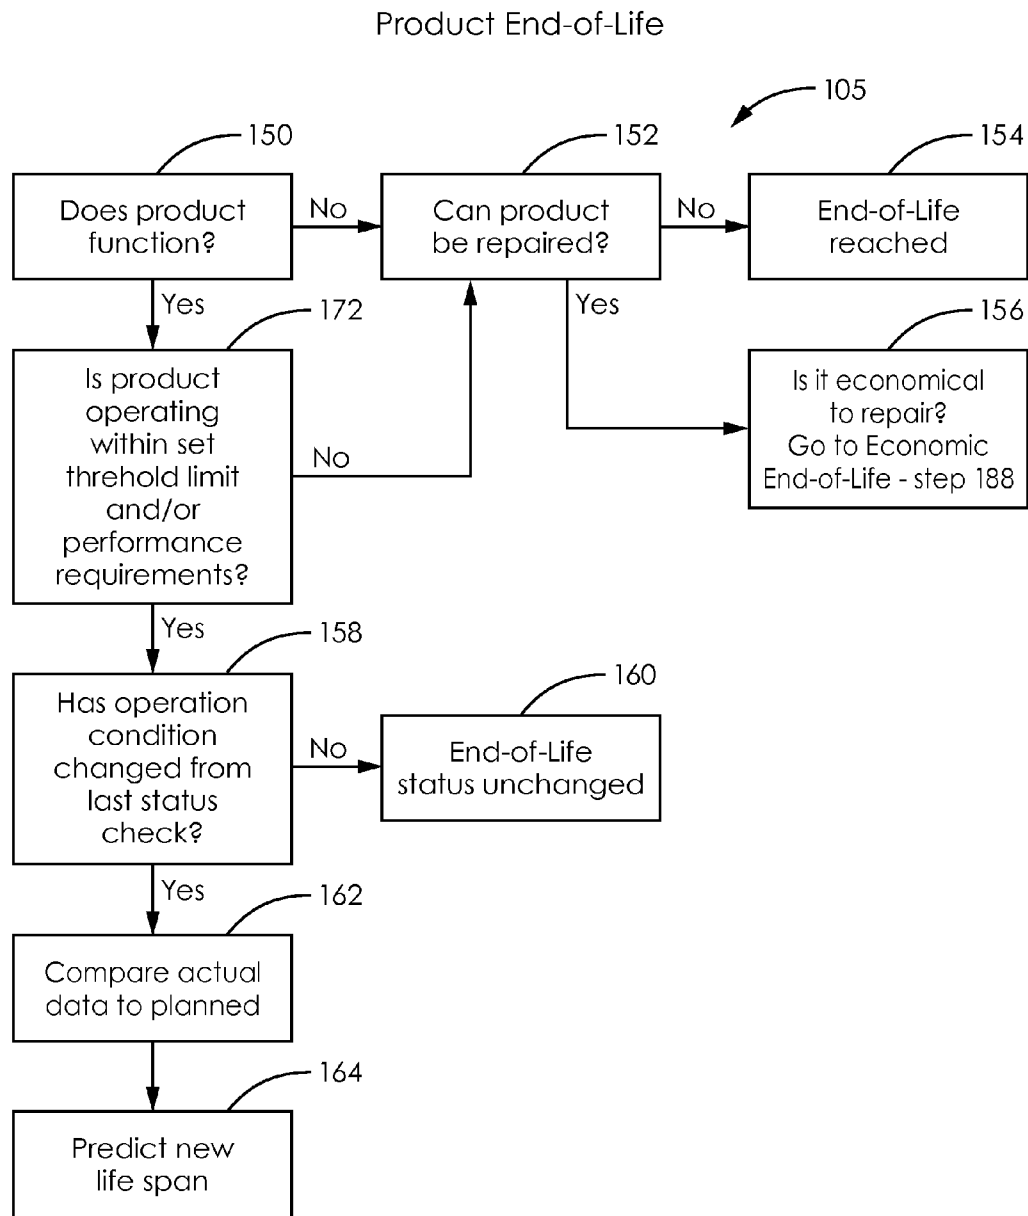 Product End-of-Life
105
150
152
154
Does product
function?
No
Can product
be repaired?
No
End-of-Life
reached
Yes
172
Yes
156
Is product
operating
within set
threhold limit
and/or
performance
requirements?
No
Is it economical
to repair?
Go to Economic
End-of-Life - step 188
Yes
158
Has operation
condition
changed from
last status
check?
No
160
End-of-Life
status unchanged
Yes
162
Compare actual
data to planned
164
Predict new
life span